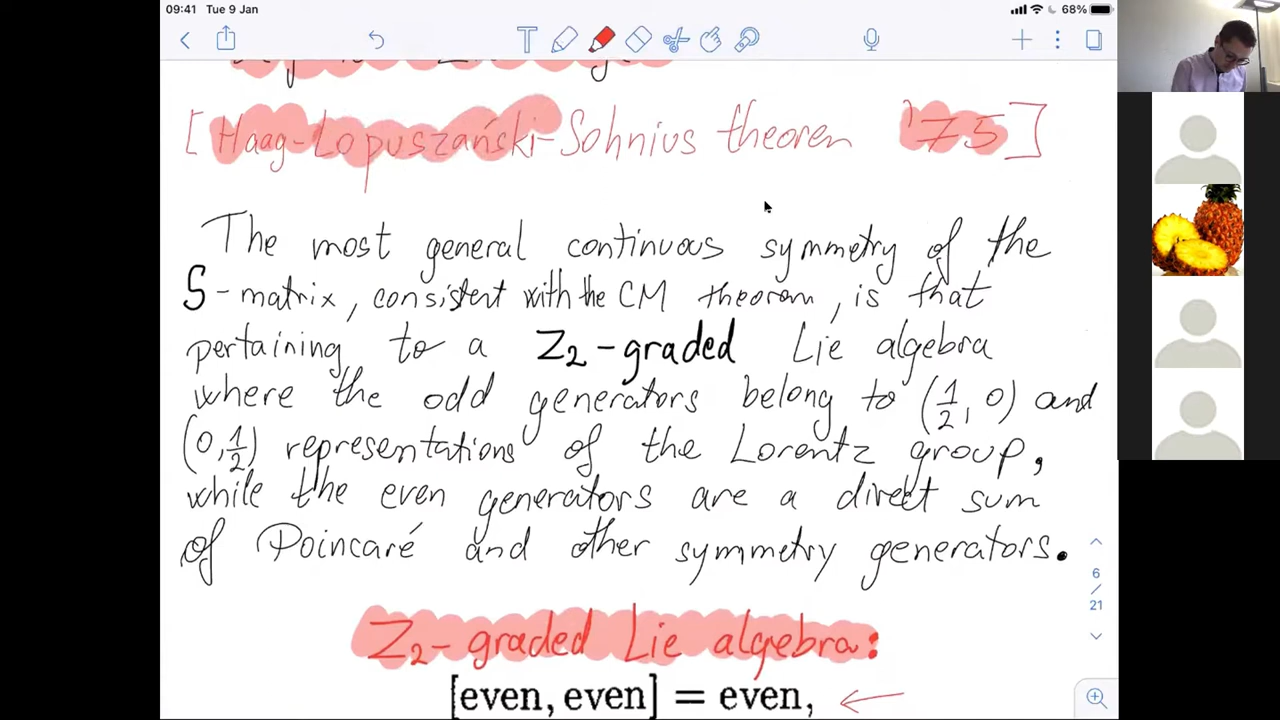 09:41 Tue 9 Jan
68%
[Haag-Łopuszański-Sohnius theorem '75]
The most general continuous symmetry of the
S-matrix, consistent with the CM theorem, is that
pertaining to a Z2-graded Lie algebra
where the odd generators belong to (1/2, 0) and
(0, 1/2) representations of the Lorentz group,
while the even generators are a direct sum
of Poincaré and other symmetry generators.
6
/
21
Z2-graded Lie algebra:
[even, even] = even,